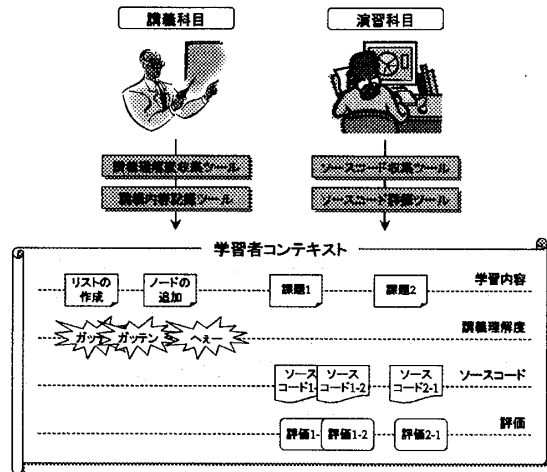 講義科目
演習科目
講義理解度収集ツール
ソースコード収集ツール
講義内容記録ツール
ソースコード評価ツール
学習者コンテキスト
学習内容
リストの
作成
ノードの
追加
課題1
課題2
講義理解度
ガッテ
ガッテン
へぇー
ソースコード
ソース
コード1-
ソース
コード1-2
ソース
コード2-1
評価
評価1-
評価1-2
評価2-1